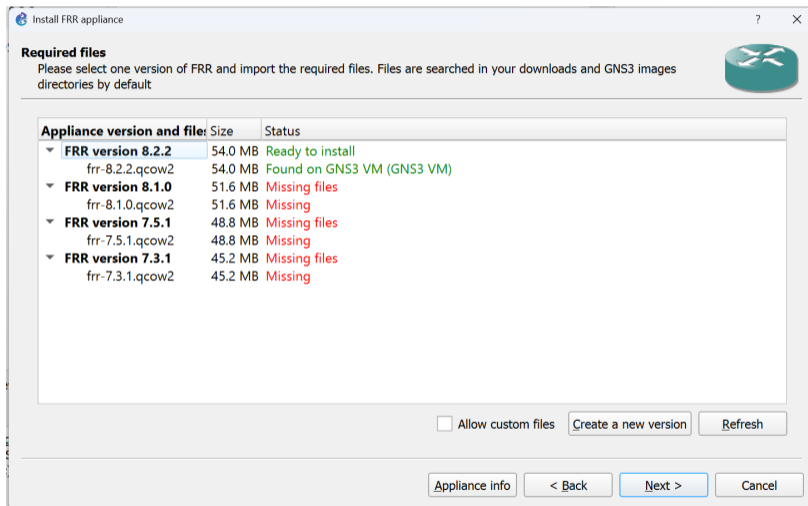 Install FRR appliance
Required files
Please select one version of FRR and import the required files. Files are searched in your downloads and GNS3 images
directories by default
Appliance version and files Size Status
FRR version 8.2.2 54.0 MB Ready to install
frr-8.2.2.qcow2 54.0 MB Found on GNS3 VM (GNS3 VM)
FRR version 8.1.0 51.6 MB Missing files
frr-8.1.0.qcow2 51.6 MB Missing
FRR version 7.5.1 48.8 MB Missing files
frr-7.5.1.qcow2 48.8 MB Missing
FRR version 7.3.1 45.2 MB Missing files
frr-7.3.1.qcow2 45.2 MB Missing
Allow custom files Create a new version Refresh
Appliance info < Back Next > Cancel